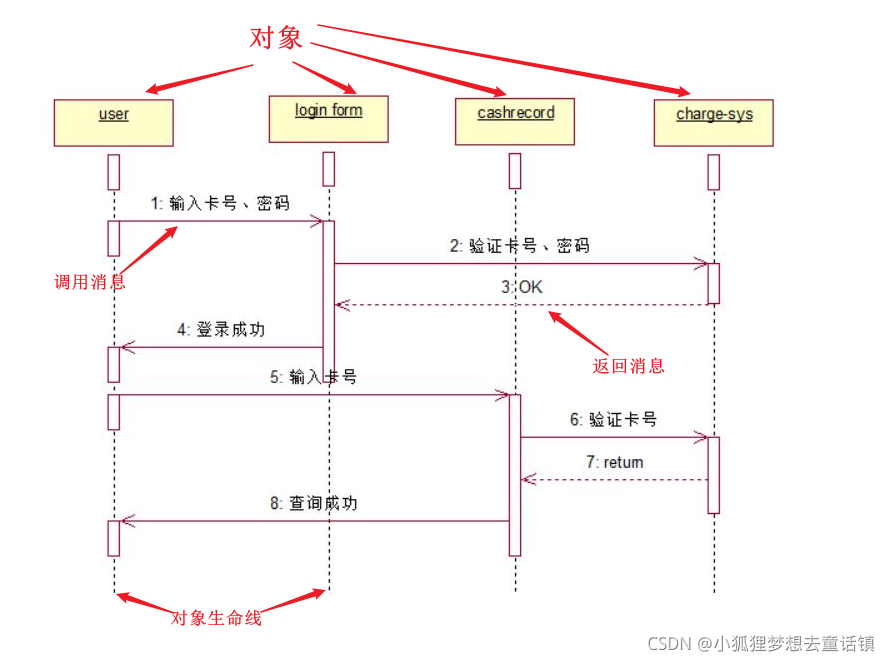 对象
user
login form
cashrecord
charge-sys
1: 输入卡号、密码
2: 验证卡号、密码
调用消息
3: OK
4: 登录成功
返回消息
5: 输入卡号
6: 验证卡号
7: return
8: 查询成功
对象生命线
CSDN @小狐狸梦想去童话镇